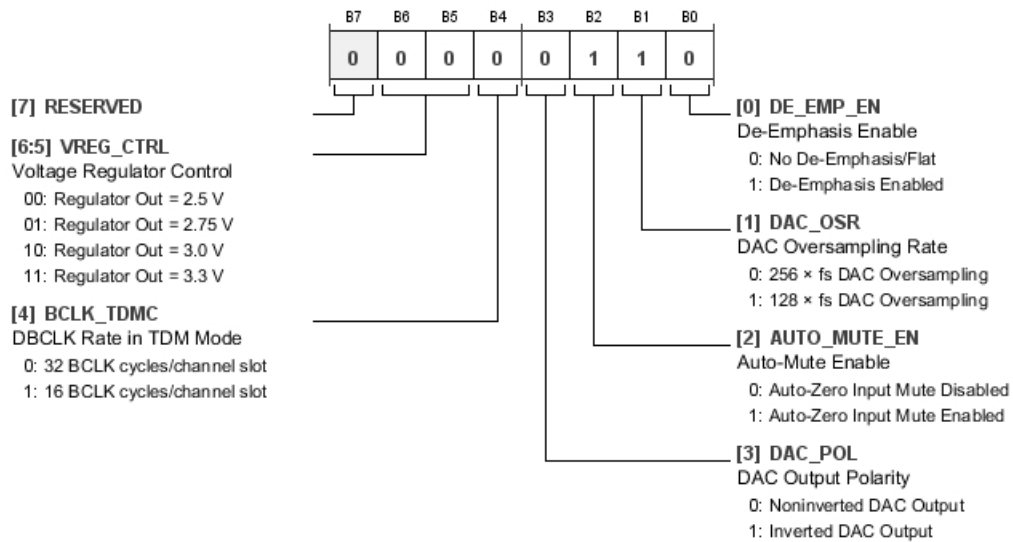 B7 B6 B5 B4 B3 B2 B1 B0
0 0 0 0 0 1 1 0
[7] RESERVED
[6:5] VREG_CTRL
Voltage Regulator Control
00: Regulator Out = 2.5 V
01: Regulator Out = 2.75 V
10: Regulator Out = 3.0 V
11: Regulator Out = 3.3 V
[4] BCLK_TDMC
DBCLK Rate in TDM Mode
0: 32 BCLK cycles/channel slot
1: 16 BCLK cycles/channel slot
[0] DE_EMP_EN
De-Emphasis Enable
0: No De-Emphasis/Flat
1: De-Emphasis Enabled
[1] DAC_OSR
DAC Oversampling Rate
0: 256 × fs DAC Oversampling
1: 128 × fs DAC Oversampling
[2] AUTO_MUTE_EN
Auto-Mute Enable
0: Auto-Zero Input Mute Disabled
1: Auto-Zero Input Mute Enabled
[3] DAC_POL
DAC Output Polarity
0: Noninverted DAC Output
1: Inverted DAC Output